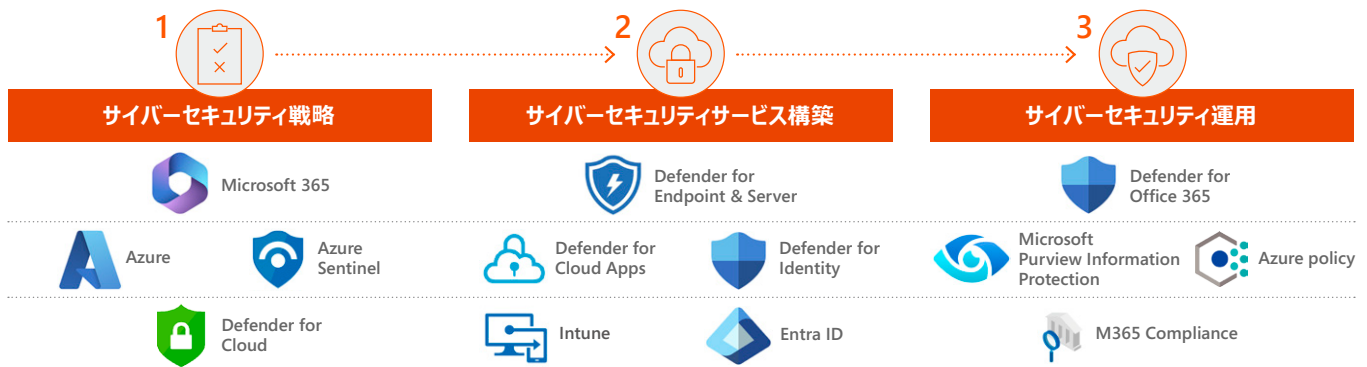 1
2
3
サイバーセキュリティ戦略
サイバーセキュリティサービス構築
サイバーセキュリティ運用
Microsoft 365
Defender for
Endpoint & Server
Defender for
Office 365
Azure
Azure
Sentinel
Defender for
Cloud Apps
Defender for
Identity
Microsoft
Purview Information
Protection
Azure policy
Defender for
Cloud
Intune
Entra ID
M365 Compliance